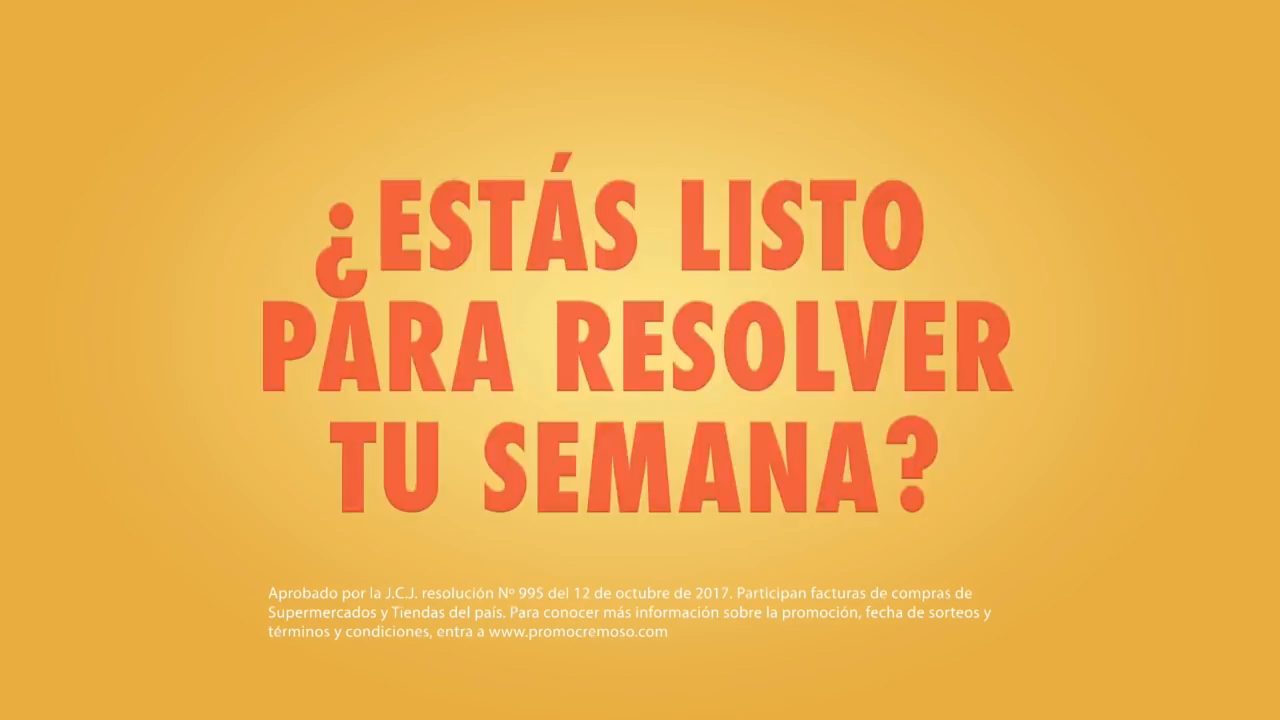 ¿ESTÁS LISTO
PARA RESOLVER
TU SEMANA?
Aprobado por la J.C.J. resolución Nº 995 del 12 de octubre de 2017. Participan facturas de compras de
Supermercados y Tiendas del país. Para conocer más información sobre la promoción, fecha de sorteos y
términos y condiciones, entra a www.promocremoso.com